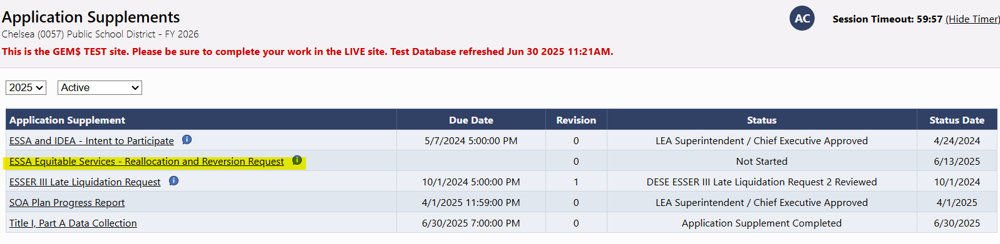 Application Supplements
AC
Session Timeout: 59:57 (Hide Timer)
Chelsea (0057) Public School District - FY 2026
This is the GEM$ TEST site. Please be sure to complete your work in the LIVE site. Test Database refreshed Jun 30 2025 11:21AM.
2025 Active
Application Supplement Due Date Revision Status Status Date
ESSA and IDEA - Intent to Participate i 5/7/2024 5:00:00 PM 0 LEA Superintendent / Chief Executive Approved 4/24/2024
ESSA Equitable Services - Reallocation and Reversion Request i 0 Not Started 6/13/2025
ESSER III Late Liquidation Request i 10/1/2024 5:00:00 PM 1 DESE ESSER III Late Liquidation Request 2 Reviewed 10/1/2024
SOA Plan Progress Report 4/1/2025 11:59:00 PM 0 LEA Superintendent / Chief Executive Approved 4/1/2025
Title I, Part A Data Collection 6/30/2025 7:00:00 PM 0 Application Supplement Completed 6/30/2025